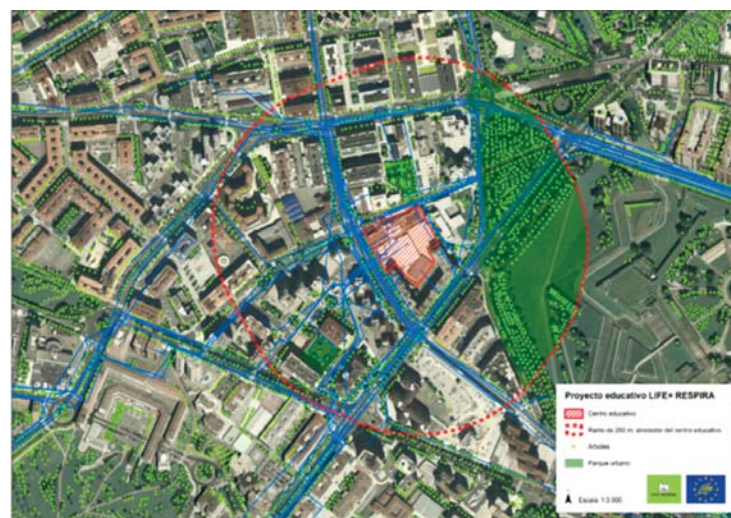 Proyecto educativo LIFE+ RESPIRA
Centro educativo
Radio de 250 m. alrededor del centro educativo
Árboles
Parque urbano
Escala 1:3.000